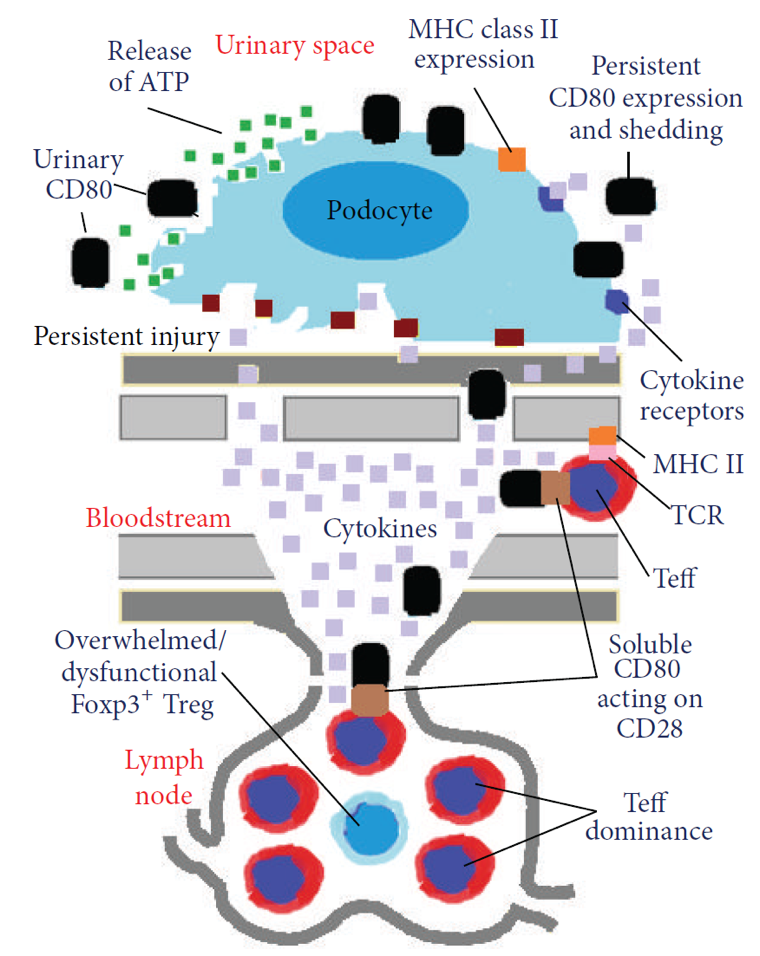 Release
of ATP
Urinary space
MHC class II
expression
Persistent
CD80 expression
and shedding
Urinary
CD80
Podocyte
Persistent injury
Cytokine
receptors
MHC II
TCR
Bloodstream
Cytokines
Teff
Overwhelmed/
dysfunctional
Foxp3⁺ Treg
Soluble
CD80
acting on
CD28
Lymph
node
Teff
dominance